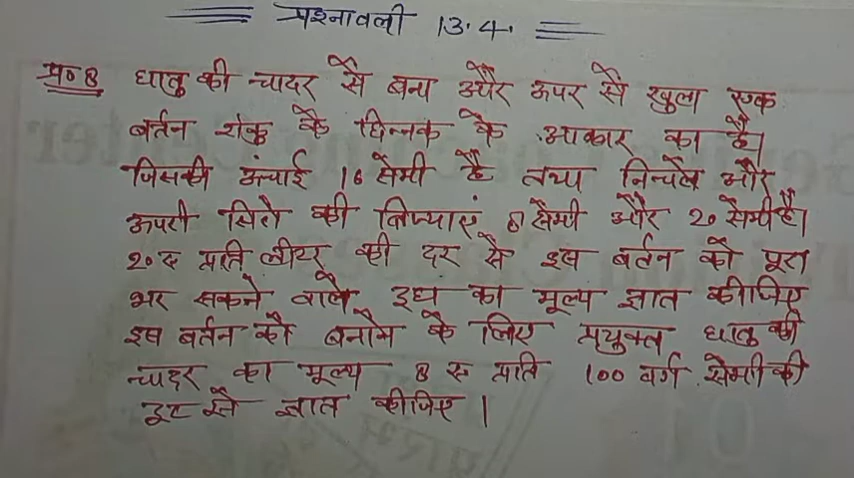 प्रश्नावली 13.4.
प्र०8 धातु की चादर से बना और ऊपर से खुला एक
बर्तन शंकु के छिन्नक के आकार का है।
जिसकी ऊंचाई 16 सेमी है तथा निचले और
ऊपरी सिरो की त्रिज्याएं 8 सेमी और 20 सेमी है।
20 रु प्रति लीटर की दर से इस बर्तन को पूरा
भर सकने वाले दुध का मूल्य ज्ञात कीजिए
इस बर्तन को बनाने के लिए प्रयुक्त धातु की
चादर का मूल्य 8 रु प्रति 100 वर्ग सेमी की
दर से ज्ञात कीजिए।